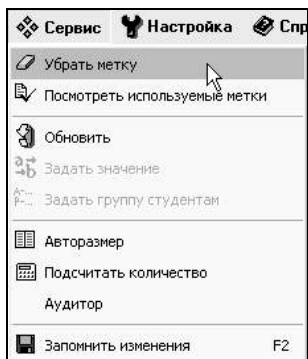 Сервис Настройка Спр
Убрать метку
Посмотреть используемые метки
Обновить
Задать значение
Задать группу студентов
Авторазмер
Подсчитать количество
Аудитор
Запомнить изменения F2